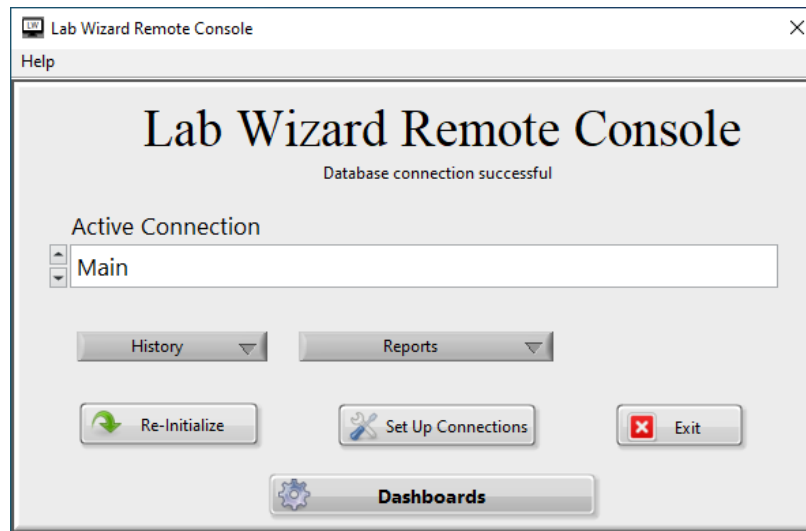 LW Lab Wizard Remote Console
Help
Lab Wizard Remote Console
Database connection successful
Active Connection
Main
History Reports
Re-Initialize Set Up Connections Exit
Dashboards